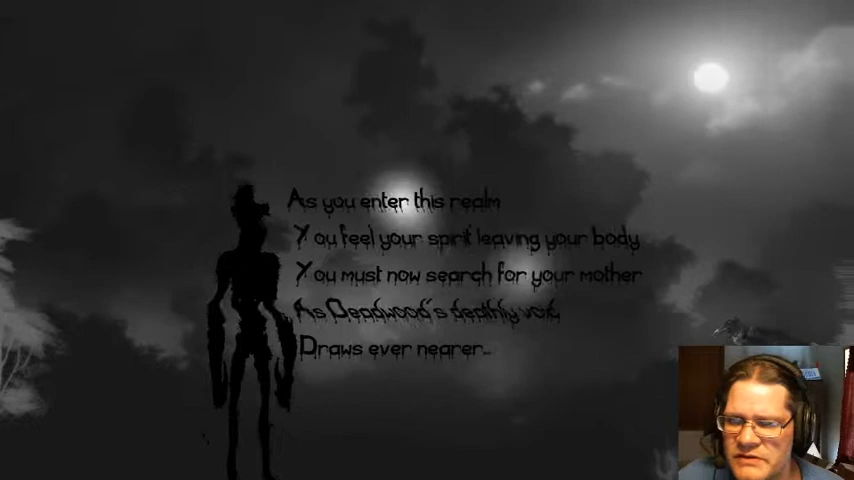 As you enter this realm
You feel your spirit leaving your body
You must now search for your mother
As Deadwood's deathly void
Draws ever nearer...